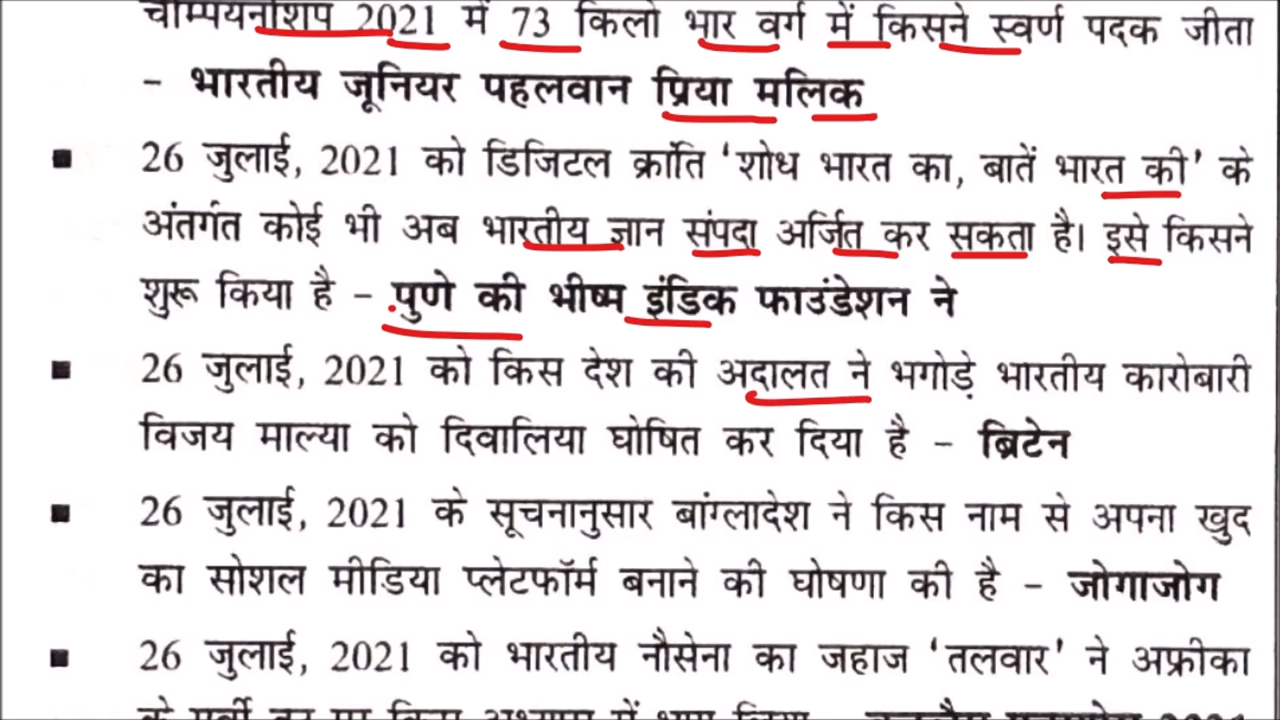 चैम्पियनशिप 2021 में 73 किलो भार वर्ग में किसने स्वर्ण पदक जीता
- भारतीय जूनियर पहलवान प्रिया मलिक
■ 26 जुलाई, 2021 को डिजिटल क्रांति ‘शोध भारत का, बातें भारत की’ के
अंतर्गत कोई भी अब भारतीय ज्ञान संपदा अर्जित कर सकता है। इसे किसने
शुरू किया है - पुणे की भीष्म इंडिक फाउंडेशन ने
■ 26 जुलाई, 2021 को किस देश की अदालत ने भगोड़े भारतीय कारोबारी
विजय माल्या को दिवालिया घोषित कर दिया है - ब्रिटेन
■ 26 जुलाई, 2021 के सूचनानुसार बांग्लादेश ने किस नाम से अपना खुद
का सोशल मीडिया प्लेटफॉर्म बनाने की घोषणा की है - जोगाजोग
■ 26 जुलाई, 2021 को भारतीय नौसेना का जहाज ‘तलवार’ ने अफ्रीका